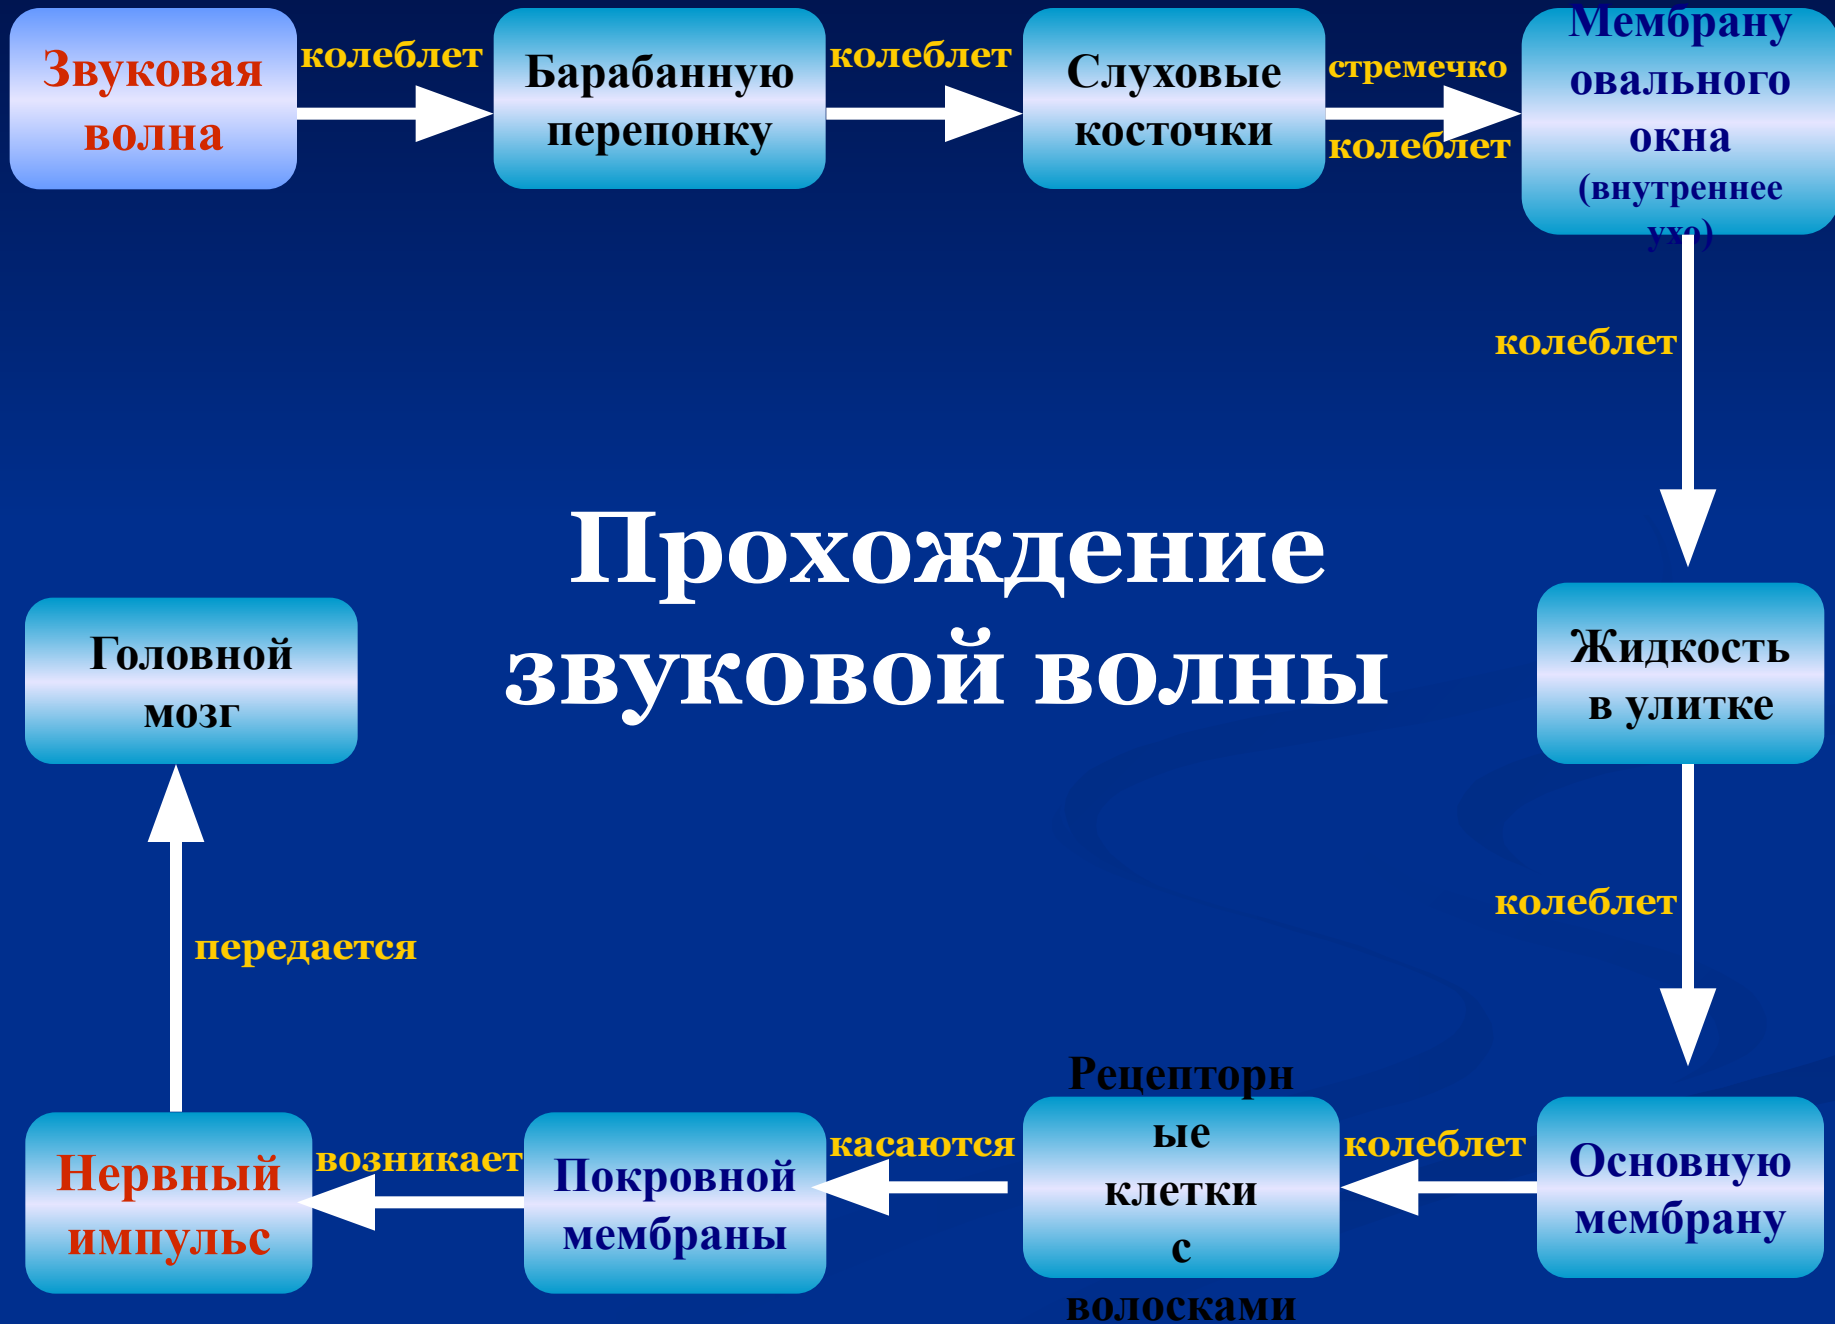 Звуковая
волна
колеблет
Барабанную
перепонку
колеблет
Слуховые
косточки
стремечко
колеблет
Мембрану
овального
окна
(внутреннее
ухо)
колеблет
Прохождение
звуковой волны
Жидкость
в улитке
колеблет
Основную
мембрану
колеблет
Рецепторн
ые
клетки
с
волосками
касаются
Покровной
мембраны
возникает
Нервный
импульс
передается
Головной
мозг